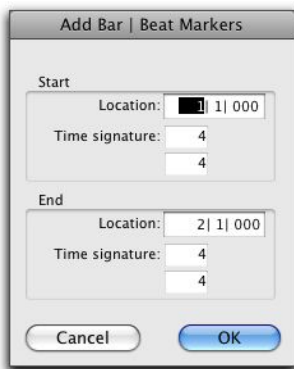 Add Bar | Beat Markers
Start
Location: 1| 1| 000
Time signature: 4
4
End
Location: 2| 1| 000
Time signature: 4
4
Cancel OK